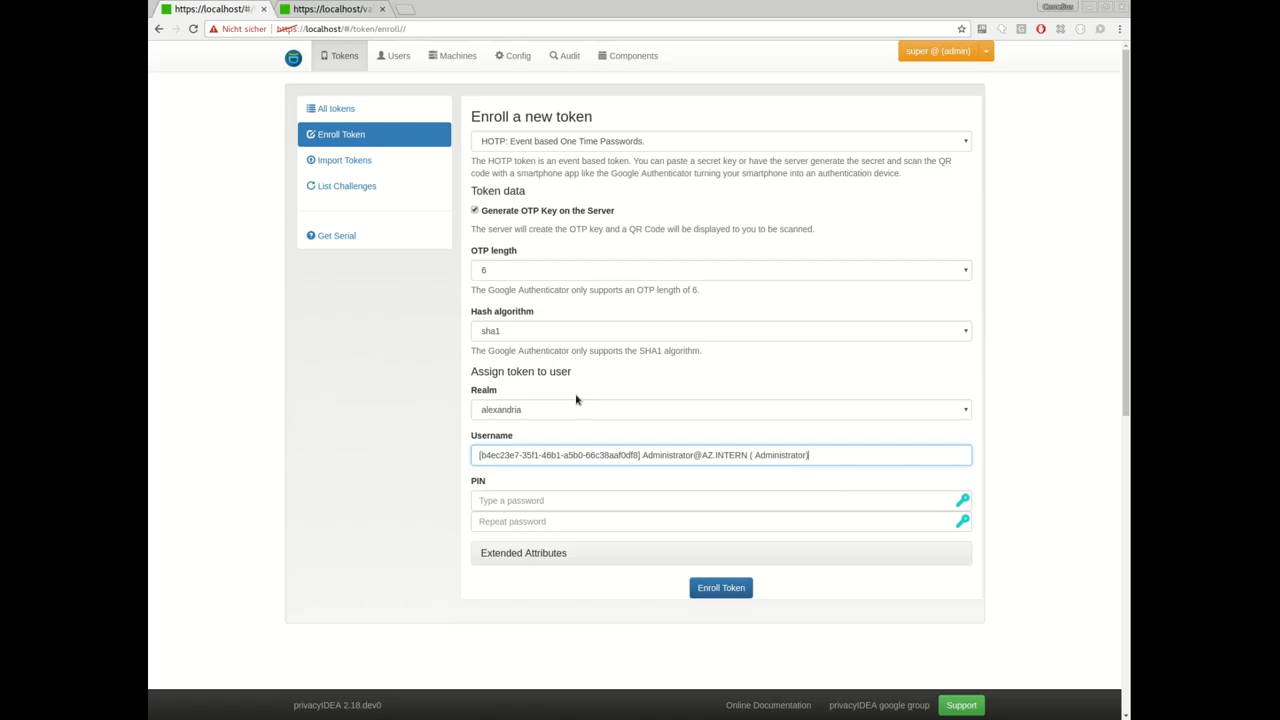 https://localhost/#/
https://localhost/va
Cornelius
Nicht sicher
https://localhost/#/token/enroll//
Tokens
Users
Machines
Config
Audit
Components
super @ (admin)
All tokens
Enroll Token
Import Tokens
List Challenges
Get Serial
Enroll a new token
HOTP: Event based One Time Passwords.
The HOTP token is an event based token. You can paste a secret key or have the server generate the secret and scan the QR
code with a smartphone app like the Google Authenticator turning your smartphone into an authentication device.
Token data
Generate OTP Key on the Server
The server will create the OTP key and a QR Code will be displayed to you to be scanned.
OTP length
6
The Google Authenticator only supports an OTP length of 6.
Hash algorithm
sha1
The Google Authenticator only supports the SHA1 algorithm.
Assign token to user
Realm
alexandria
Username
[b4ec23e7-35f1-46b1-a5b0-66c38aaf0df8] Administrator@AZ.INTERN ( Administrator)
PIN
Type a password
Repeat password
Extended Attributes
Enroll Token
privacyIDEA 2.18.dev0
Online Documentation
privacyIDEA google group
Support